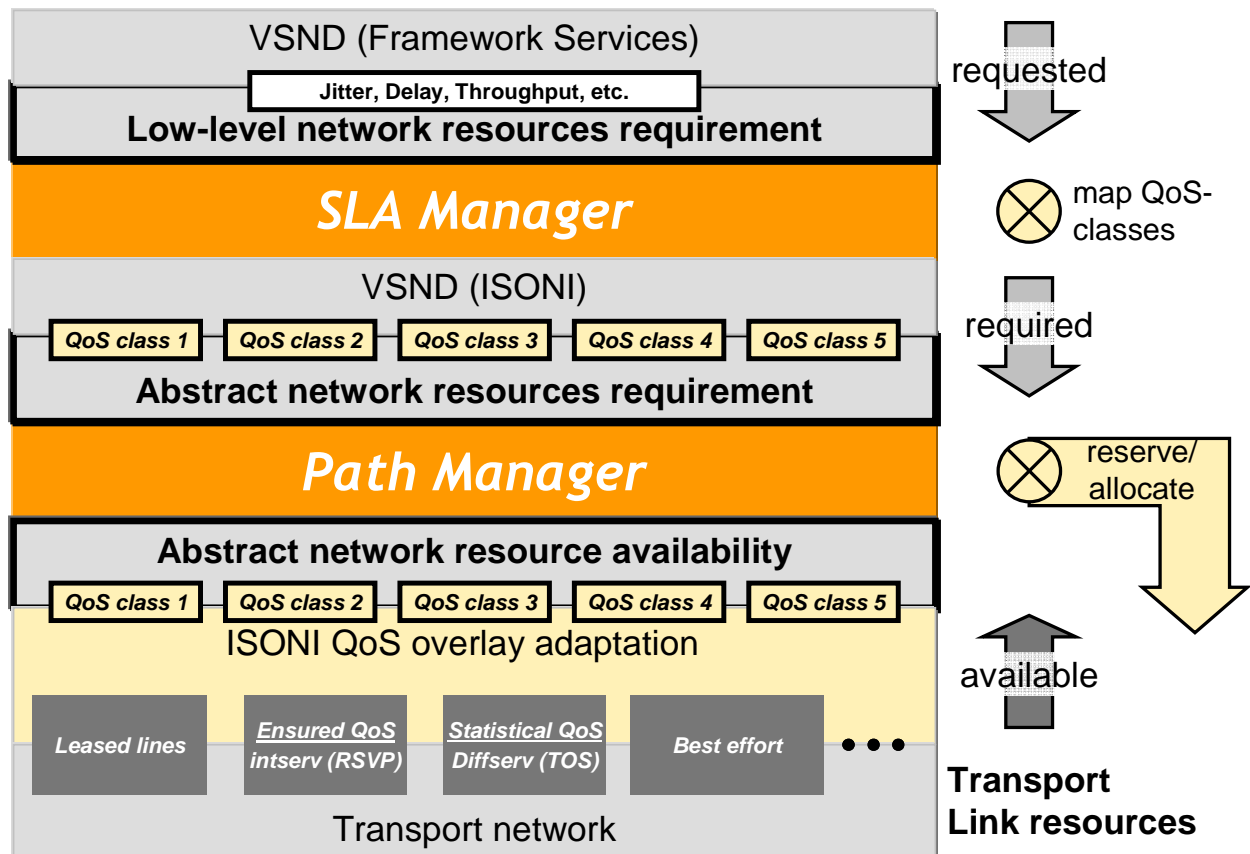 VSND (Framework Services)
Jitter, Delay, Throughput, etc.
Low-level network resources requirement
requested
SLA Manager
map QoS-
classes
VSND (ISONI)
QoS class 1 QoS class 2 QoS class 3 QoS class 4 QoS class 5
required
Abstract network resources requirement
Path Manager
reserve/
allocate
Abstract network resource availability
QoS class 1 QoS class 2 QoS class 3 QoS class 4 QoS class 5
ISONI QoS overlay adaptation
available
Leased lines
Ensured QoS
intserv (RSVP)
Statistical QoS
Diffserv (TOS)
Best effort
Transport network
Transport
Link resources